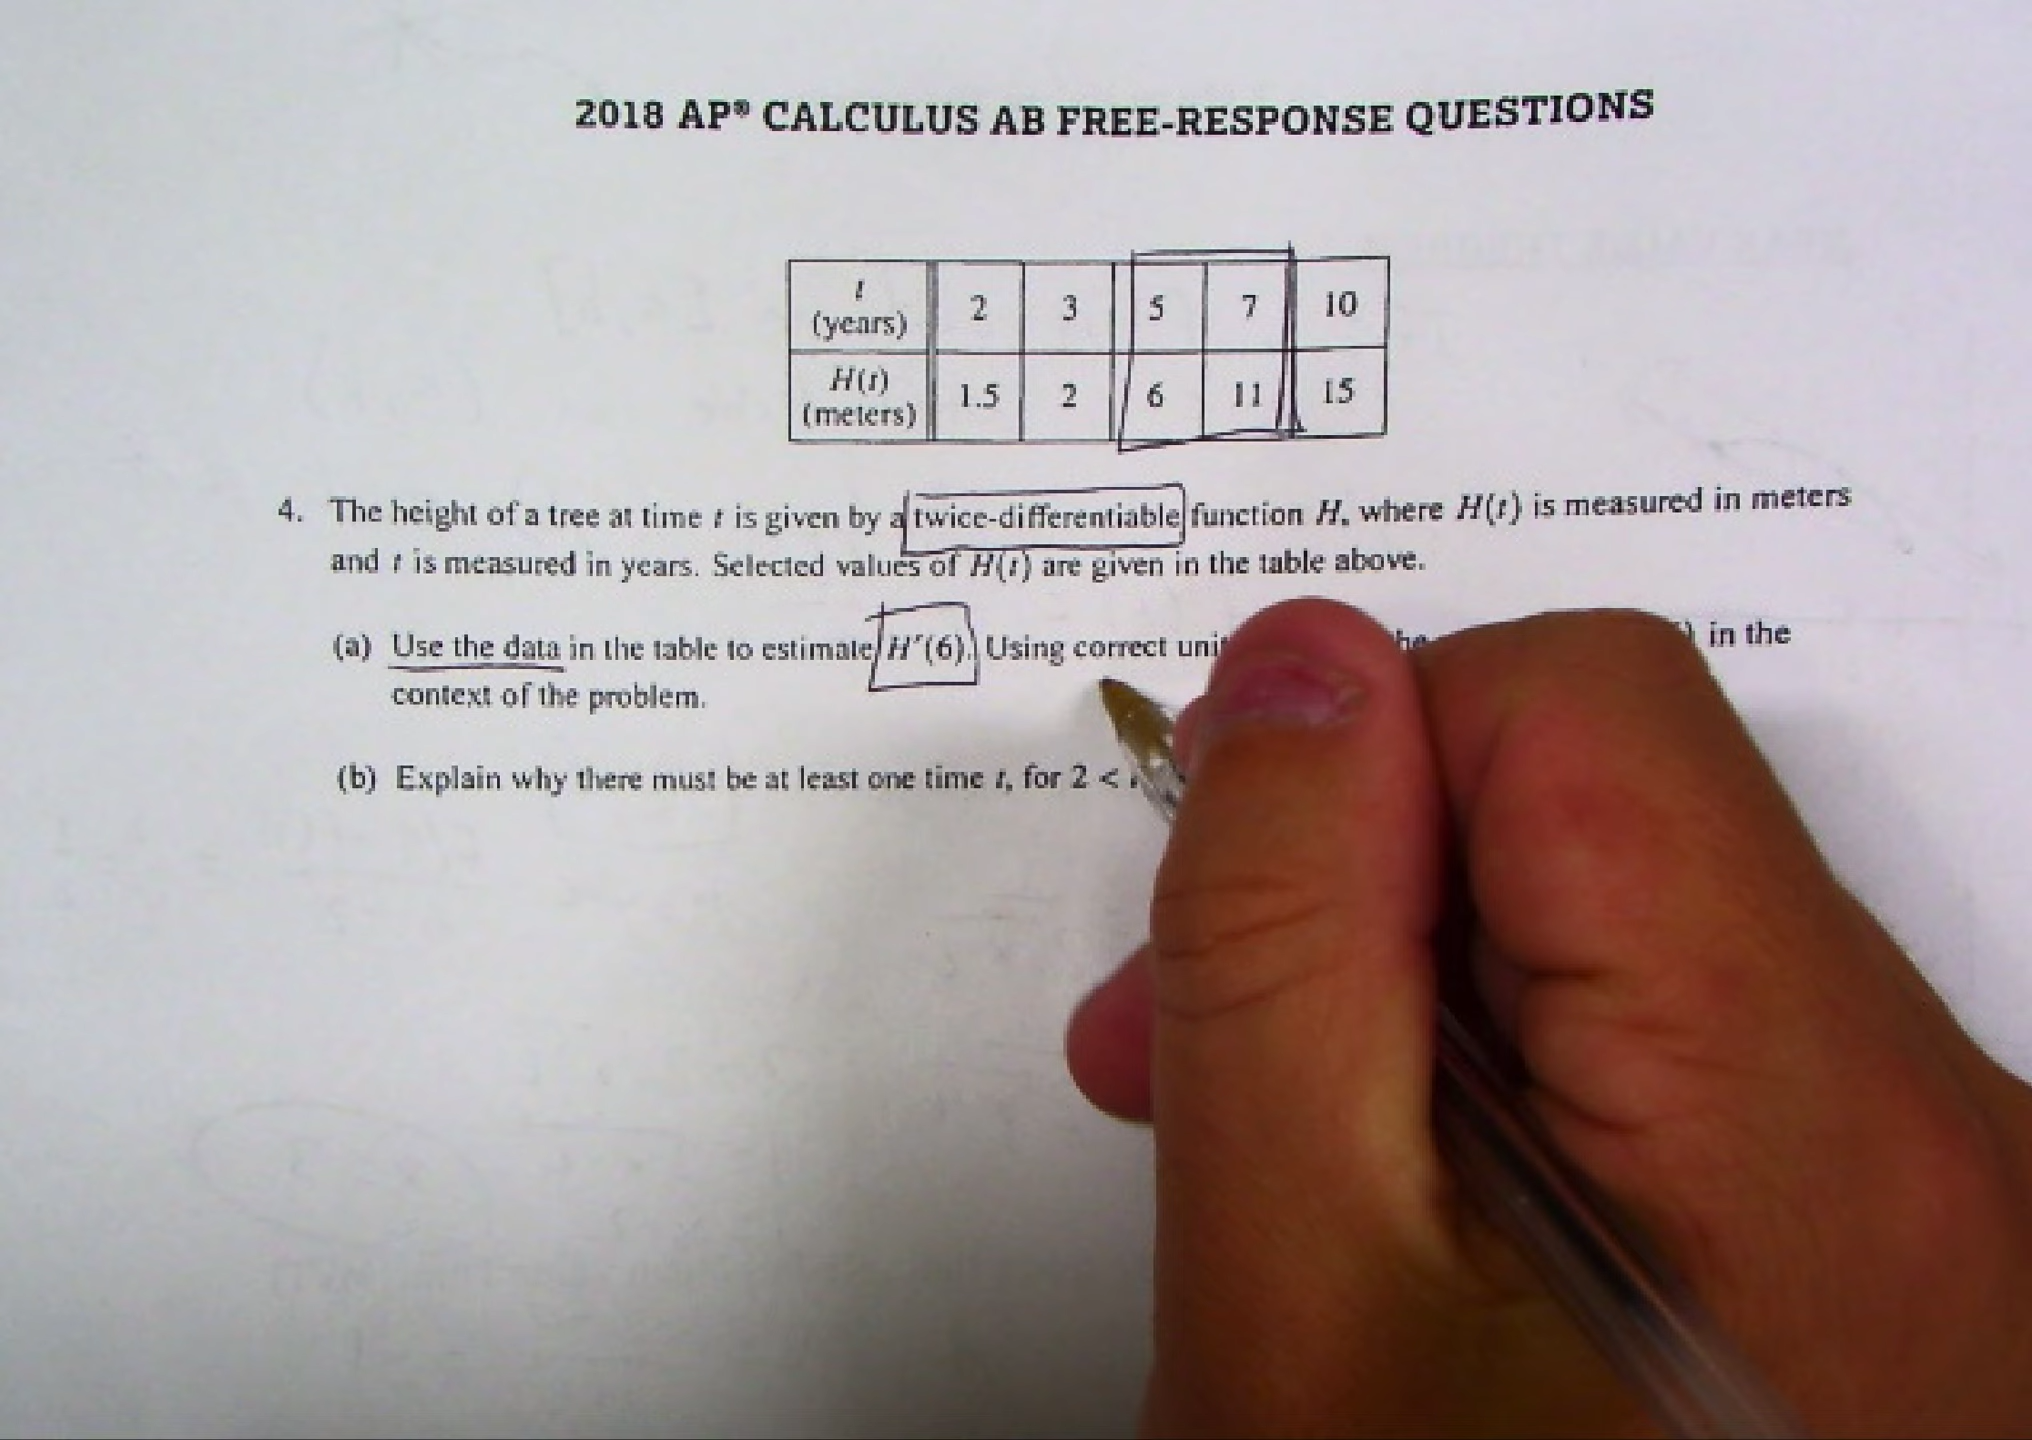 2018 AP® CALCULUS AB FREE-RESPONSE QUESTIONS
t (years) 2 3 5 7 10
H(t) (meters) 1.5 2 6 11 15
4. The height of a tree at time t is given by a twice-differentiable function H, where H(t) is measured in meters
and t is measured in years. Selected values of H(t) are given in the table above.
(a) Use the data in the table to estimate H′(6). Using correct in the
context of the problem.
(b) Explain why there must be at least one time t, for 2 <